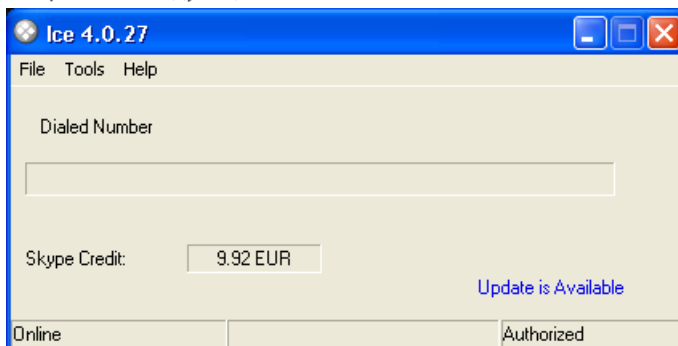 Ice 4.0.27
File Tools Help
Dialed Number
Skype Credit: 9.92 EUR
Update is Available
Online Authorized